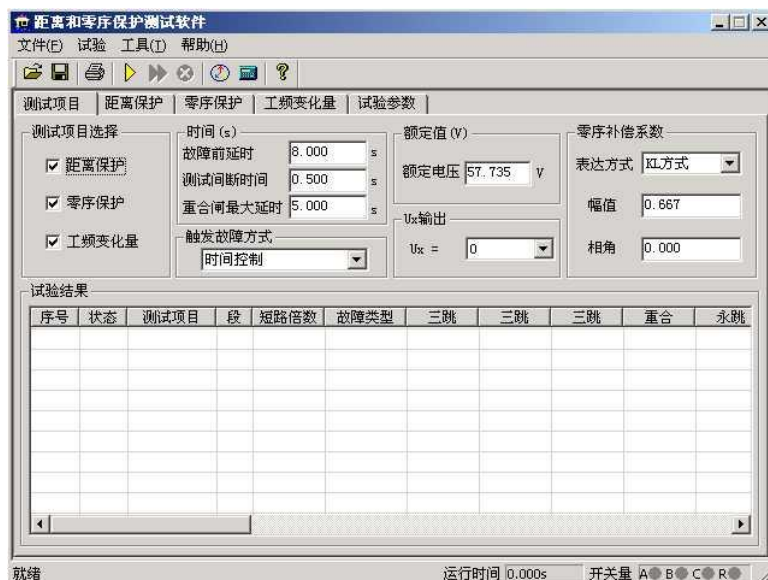 距离和零序保护测试软件
文件(F) 试验 工具(T) 帮助(H)
测试项目 距离保护 零序保护 工频变化量 试验参数
测试项目选择
距离保护
零序保护
工频变化量
时间(s)
故障前延时 8.000 s
测试间断时间 0.500 s
重合闸最大延时 5.000 s
触发故障方式
时间控制
额定值(V)
额定电压 57.735 V
Ux输出
Ux = 0
零序补偿系数
表达方式 KL方式
幅值 0.667
相角 0.000
试验结果
序号 状态 测试项目 段 短路倍数 故障类型 三跳 三跳 三跳 重合 永跳
就绪 运行时间 0.000s 开关量 A B C R